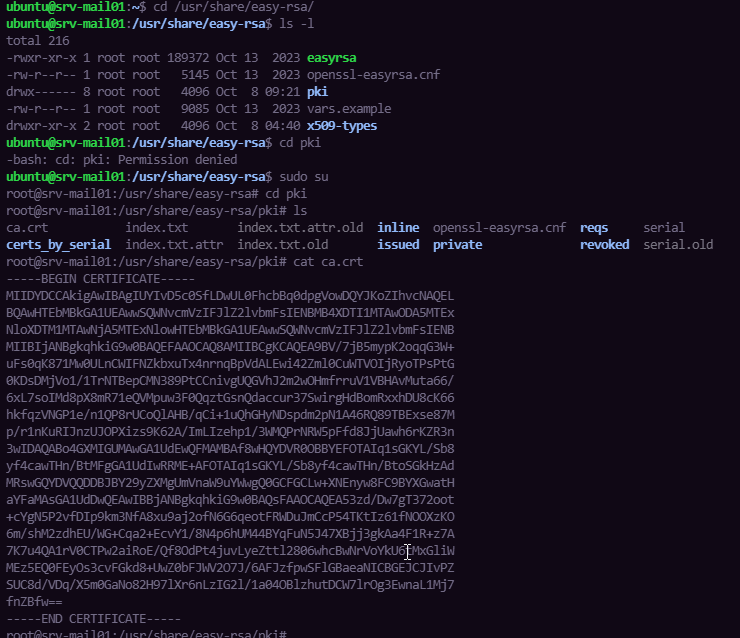 ubuntu@srv-mail01:~$ cd /usr/share/easy-rsa/
ubuntu@srv-mail01:/usr/share/easy-rsa$ ls -l
total 216
-rwxr-xr-x 1 root root 189372 Oct 13  2023 easyrsa
-rw-r--r-- 1 root root   5145 Oct 13  2023 openssl-easyrsa.cnf
drwx------ 8 root root   4096 Oct  8 09:21 pki
-rw-r--r-- 1 root root   9085 Oct 13  2023 vars.example
drwxr-xr-x 2 root root   4096 Oct  8 04:40 x509-types
ubuntu@srv-mail01:/usr/share/easy-rsa$ cd pki
-bash: cd: pki: Permission denied
ubuntu@srv-mail01:/usr/share/easy-rsa$ sudo su
root@srv-mail01:/usr/share/easy-rsa# cd pki
root@srv-mail01:/usr/share/easy-rsa/pki# ls
ca.crt          index.txt       index.txt.attr.old  inline  openssl-easyrsa.cnf  reqs     serial
certs_by_serial  index.txt.attr  index.txt.old       issued  private              revoked  serial.old
root@srv-mail01:/usr/share/easy-rsa/pki# cat ca.crt
-----BEGIN CERTIFICATE-----
MIIDYDCCAkigAwIBAgIUYIvD5c0SfLDwUL0FhcbBq0dpgVowDQYJKoZIhvcNAQEL
BQAwHTEbMBkGA1UEAwwSQWNvcmVzIFJlZ2lvbmFsIENBMB4XDTI1MTAwODA5MTEx
NloXDTM1MTAwNjA5MTExNlowHTEbMBkGA1UEAwwSQWNvcmVzIFJlZ2lvbmFsIENB
MIIBIjANBgkqhkiG9w0BAQEFAAOCAQ8AMIIBCgKCAQEA9BV/7jB5mypK2oqqG3W+
uFs0qK871Mw0ULnCWIFNZkbxuTx4nrnqBpVdALEwi42Zml0CuWTVOIjRyoTPsPtG
0KDsDMjVo1/1TrNTBepCMN389PtCCnivgUQGVhJ2m2wOHmfrruV1VBHAvMuta66/
6xL7soIMd8pX8mR71eQVMpuw3F0QqztGsnQdaccur37SwirgHdBomRxxhDU8cK66
hkfqzVNGP1e/n1QP8rUCoQlAHB/qCi+1uQhGHyNDspdm2pN1A46RQ89TBExse87M
p/r1nKuRIJnzUJOPXizs9K62A/ImLIzehp1/3WMQPrNRW5pFfd8JjUawh6rKZR3n
3wIDAQABo4GXMIGUMAwGA1UdEwQFMAMBAf8wHQYDVR0OBBYEFOTAIq1sGKYL/Sb8
yf4cawTHn/BtMFgGA1UdIwRRME+AFOTAIq1sGKYL/Sb8yf4cawTHn/BtoSGkHzAd
MRswGQYDVQQDDBJBY29yZXMgUmVnaW9uYWwgQ0GCFGCLw+XNEnyw8FC9BYXGwatH
aYFaMAsGA1UdDwQEAwIBBjANBgkqhkiG9w0BAQsFAAOCAQEA53zd/Dw7gT372oot
+cYgN5P2vfDIp9km3NfA8xu9aj2ofN6G6qeotFRWDuJmCcP54TKtIz61fNOOXzKO
6m/shM2zdhEU/WG+Cqa2+EcvY1/8N4p6hUM44BYqFuN5J47XBjj3gkAa4F1R+z7A
7K7u4QA1rV0CTPw2aiRoE/Qf8OdPt4juvLyeZttl2806whcBwNrVoYkU6EMxGliW
MEz5EQ0FEyOs3cvFGkd8+UwZ0bFJWV2O7J/6AFJzfpwSFlGBaeaNICBGEJCJIvPZ
SUC8d/VDq/X5m0GaNo82H97lXr6nLzIG2l/1a04OBlzhutDCW7lrOg3EwnaL1Mj7
fnZBfw==
-----END CERTIFICATE-----
root@srv-mail01:/usr/share/easy-rsa/pki#